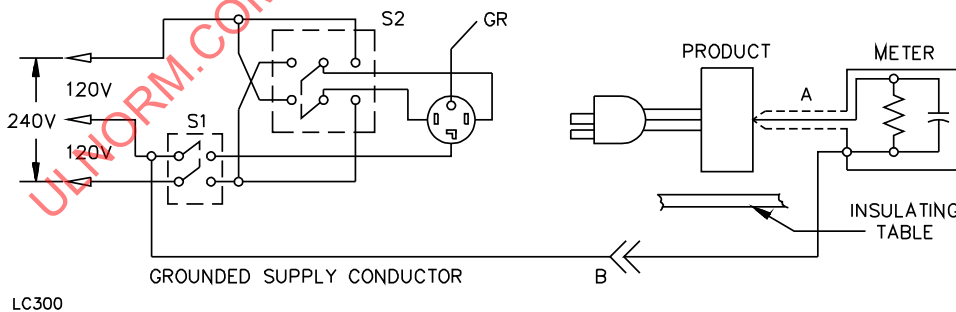 S2
GR
PRODUCT
METER
120V
A
240V
S1
120V
INSULATING
TABLE
GROUNDED SUPPLY CONDUCTOR
B
LC300
ULNORM.COM